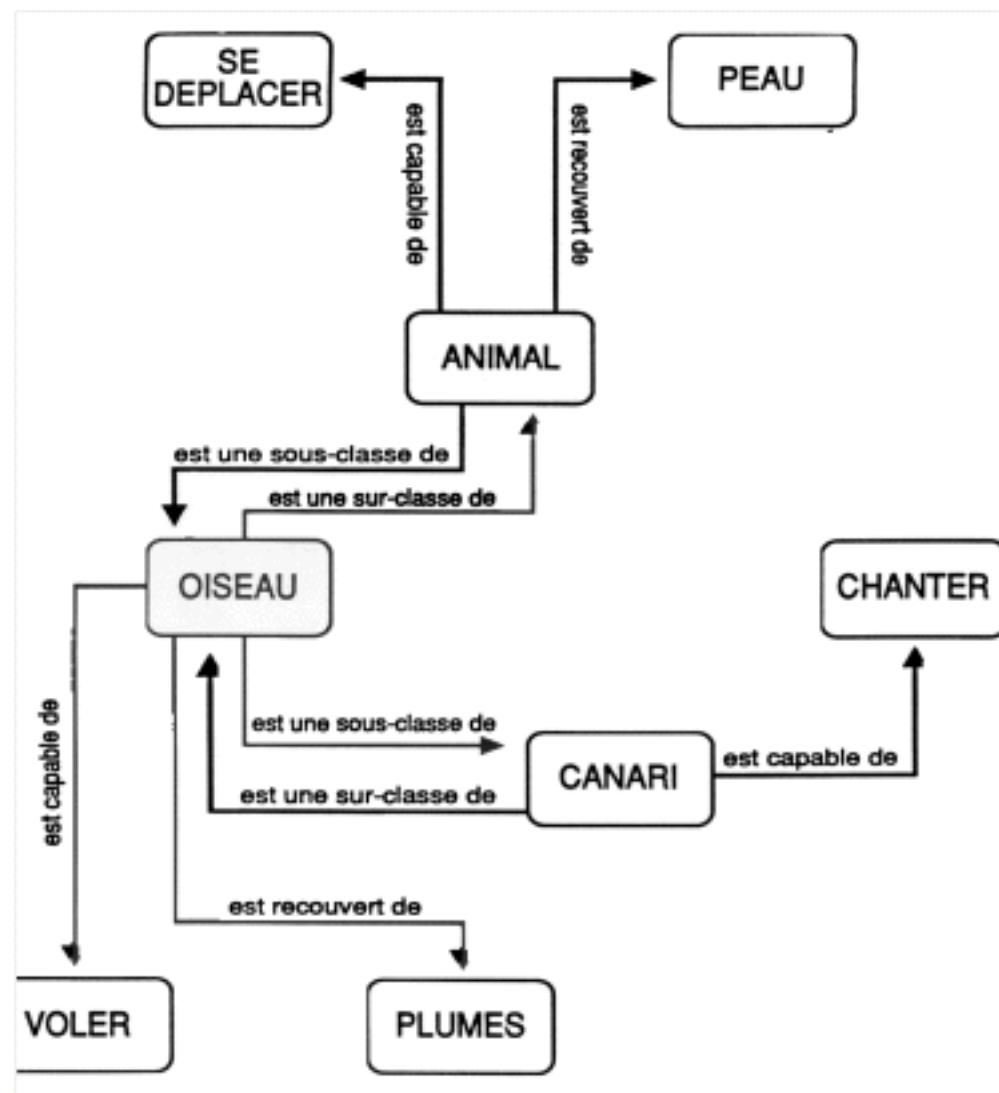 SE
DEPLACER
PEAU
est capable de
est recouvert de
ANIMAL
est une sous-classe de
est une sur-classe de
OISEAU
CHANTER
est capable de
est une sous-classe de
CANARI
est capable de
est une sur-classe de
est recouvert de
VOLER
PLUMES